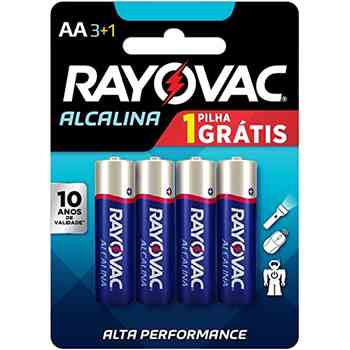 AA 3+1
RAYOVAC
ALCALINA
1 PILHA GRÁTIS
10
ANOS
DE
VALIDADE*
RAYOVAC
ALCALINA
RAYOVAC
ALCALINA
RAYOVAC
ALCALINA
RAYOVAC
ALCALINA
ALTA PERFORMANCE